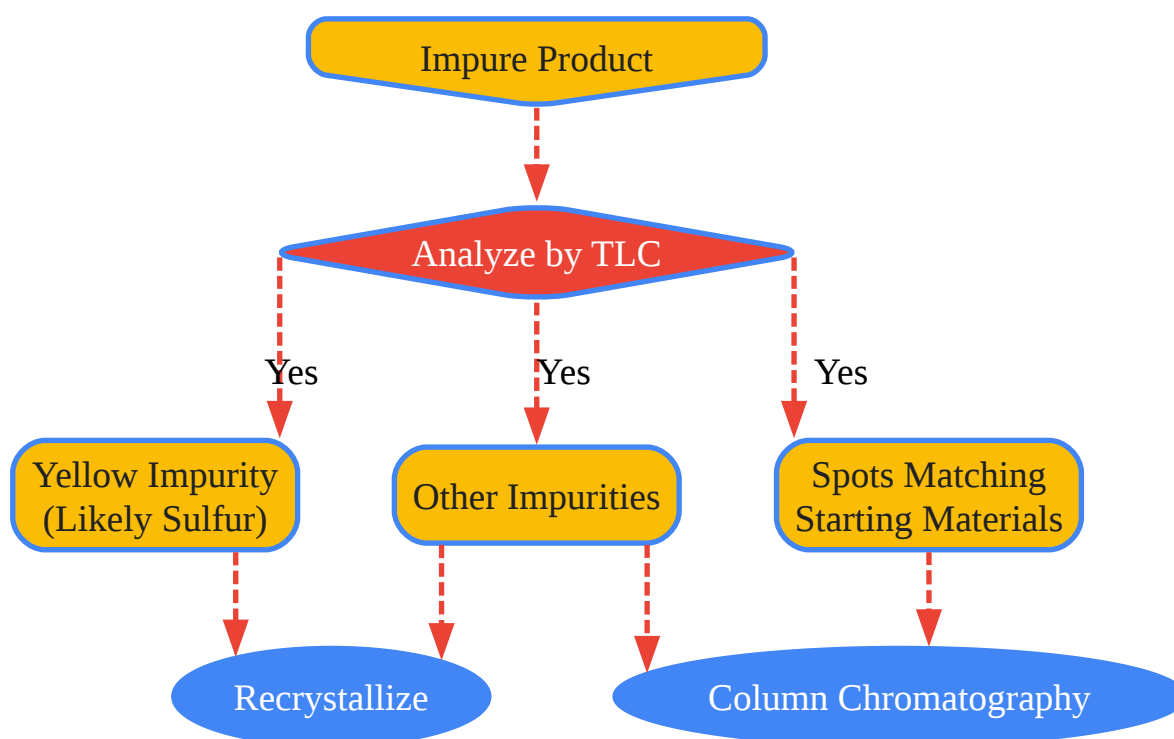 Impure Product
Analyze by TLC
Yes
Yes
Yes
Yellow Impurity
(Likely Sulfur)
Other Impurities
Spots Matching
Starting Materials
Recrystallize
Column Chromatography